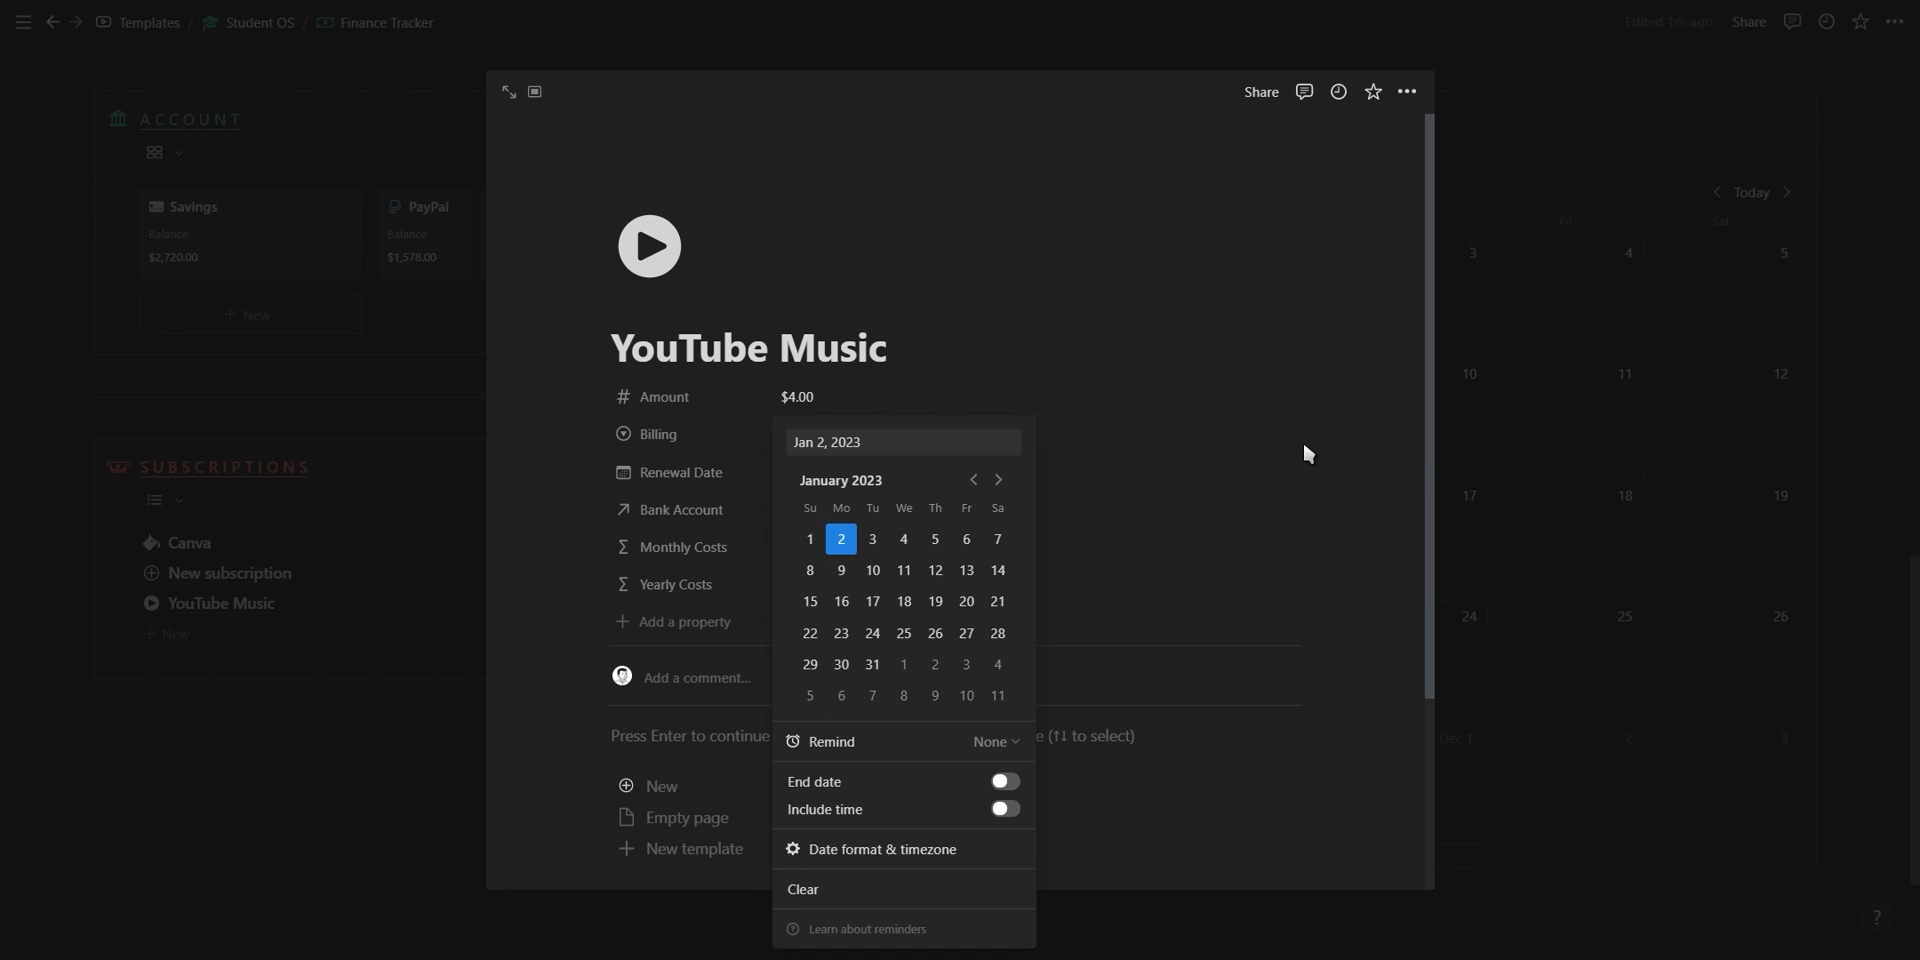 Templates / Student OS / Finance Tracker
Edited 1m ago Share
Share
ACCOUNT
Savings
Balance
$2,720.00
PayPal
Balance
$1,578.00
+ New
SUBSCRIPTIONS
Canva
New subscription
YouTube Music
+ New
YouTube Music
# Amount $4.00
Billing
Renewal Date
Bank Account
Σ Monthly Costs
Σ Yearly Costs
+ Add a property
Add a comment...
Press Enter to continue
e (↑↓ to select)
New
Empty page
+ New template
Jan 2, 2023
January 2023
Su Mo Tu We Th Fr Sa
1 2 3 4 5 6 7
8 9 10 11 12 13 14
15 16 17 18 19 20 21
22 23 24 25 26 27 28
29 30 31 1 2 3 4
5 6 7 8 9 10 11
Remind None
End date
Include time
Date format & timezone
Clear
Learn about reminders
Today
Fri Sat
3 4 5
10 11 12
17 18 19
24 25 26
Dec 1 2 3
?